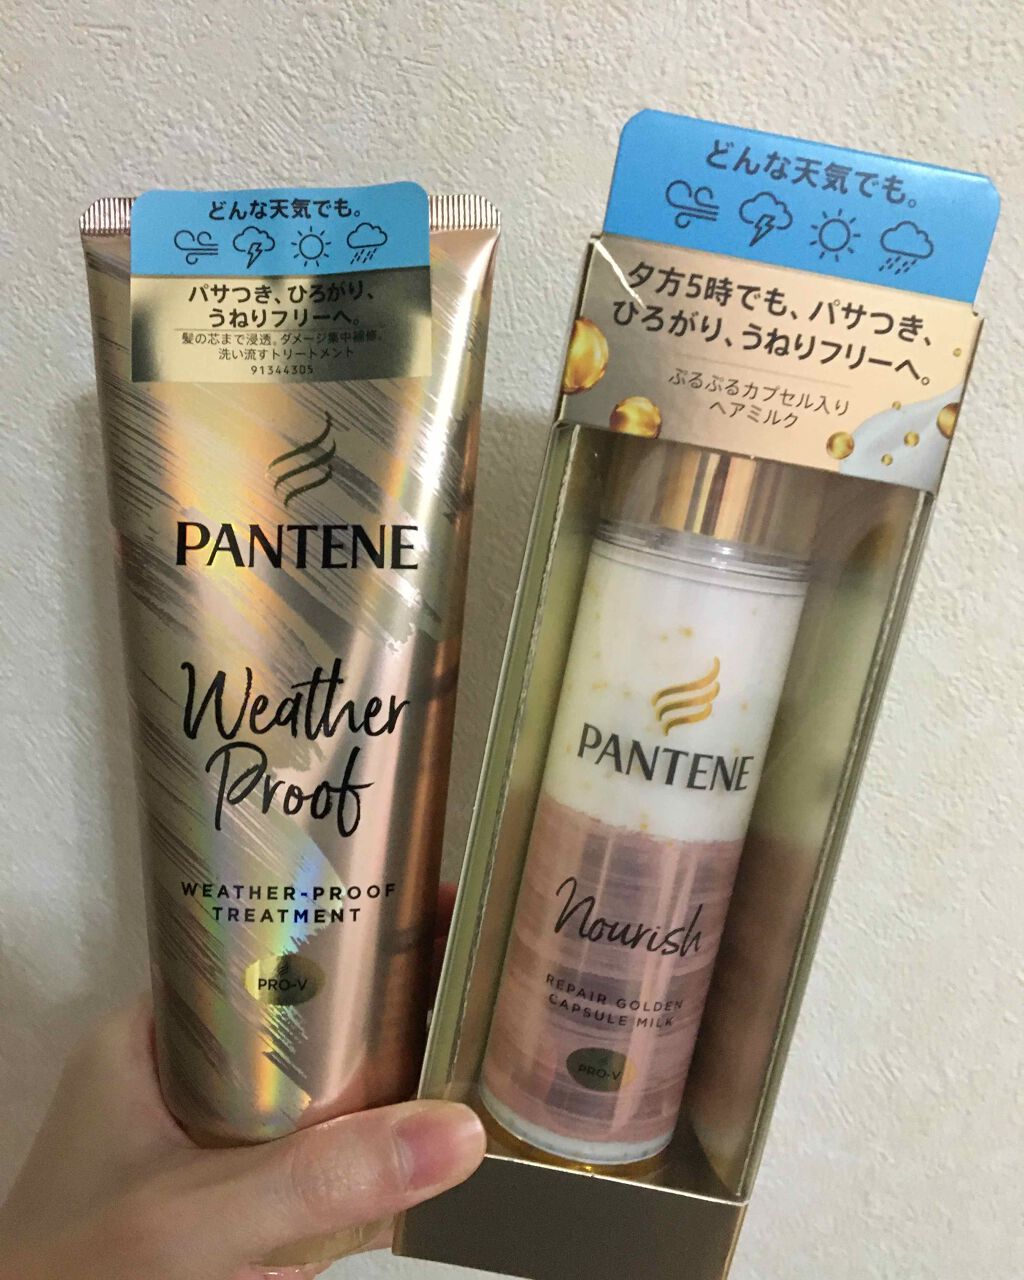 どんな天気でも。
パサつき、ひろがり、
うねりフリーへ。
髪の芯まで浸透。ダメージ集中補修。
洗い流すトリートメント
91344305
PANTENE
Weather
Proof
WEATHER-PROOF
TREATMENT
PRO-V
どんな天気でも。
夕方5時でも、パサつき、
ひろがり、うねりフリーへ。
ぷるぷるカプセル入り
ヘアミルク
PANTENE
Nourish
REPAIR GOLDEN
CAPSULE MILK
PRO-V